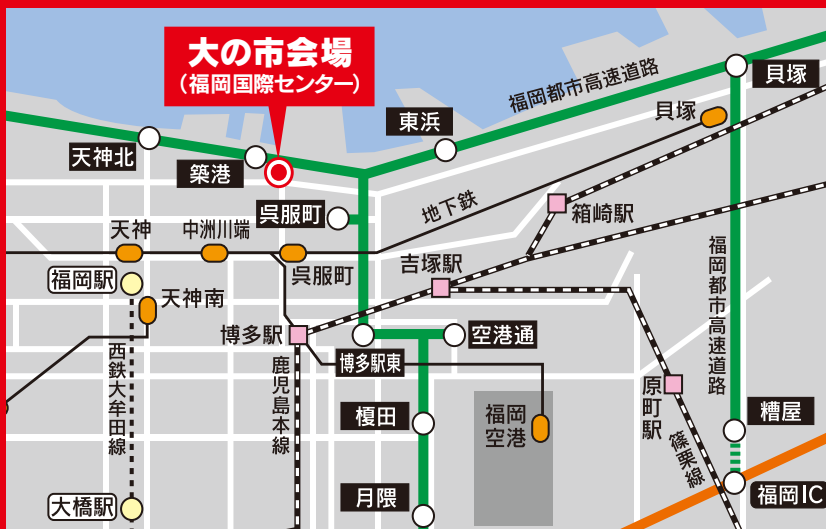 大の市会場
(福岡国際センター)
福岡都市高速道路
貝塚
貝塚
東浜
天神北
築港
呉服町
地下鉄
箱崎駅
天神
中洲川端
呉服町
吉塚駅
福岡都市高速道路
福岡駅
天神南
博多駅
空港通
博多駅東
西鉄大牟田線
鹿児島本線
榎田
福岡
空港
原町駅
糟屋
篠栗線
大橋駅
月隈
福岡IC